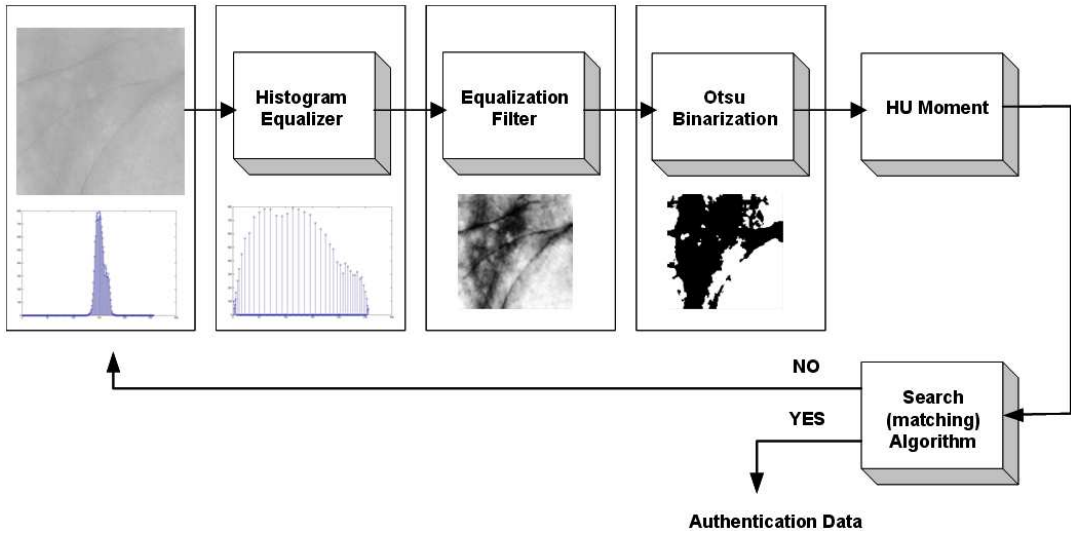 Histogram
Equalizer
Equalization
Filter
Otsu
Binarization
HU Moment
NO
YES
Search
(matching)
Algorithm
Authentication Data